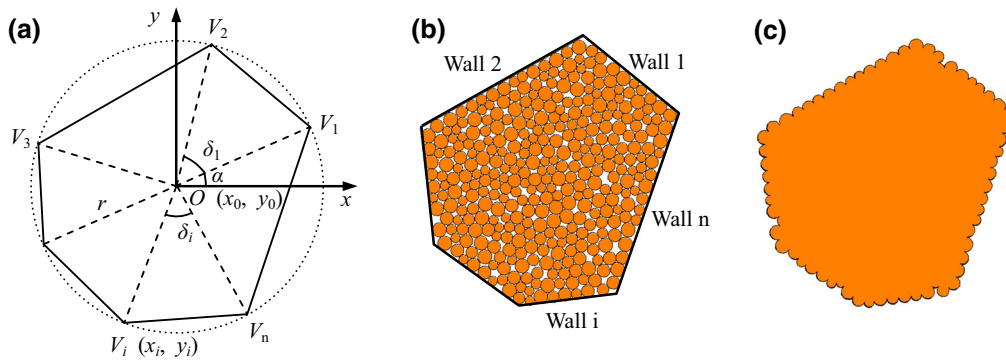 (a)
y
V2
V1
V3
δ1
α
O (x0, y0)
x
r
δi
Vi (xi, yi)
Vn
(b)
Wall 2
Wall 1
Wall n
Wall i
(c)